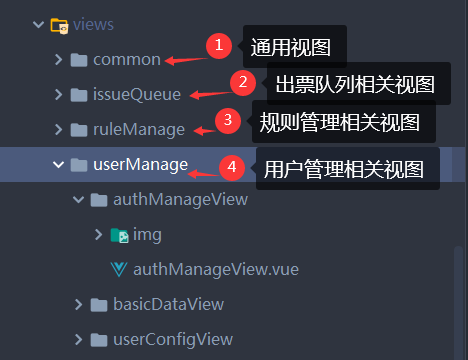 views
common 1 通用视图
issueQueue 2 出票队列相关视图
ruleManage 3 规则管理相关视图
userManage 4 用户管理相关视图
authManageView
img
authManageView.vue
basicDataView
userConfigView